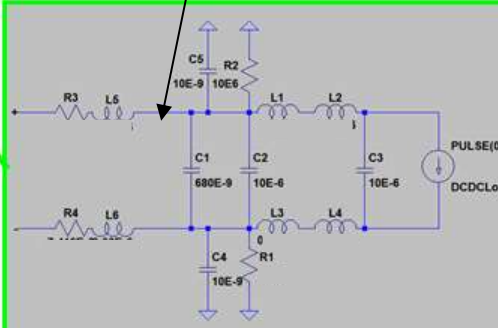 C5
R2
10E-9
10E6
R3
L5
L1
L2
+
C1
C2
C3
PULSE(0
680E-9
10E-6
10E-6
DCDCLo
R4
L6
L3
L4
-
0
C4
R1
10E-9